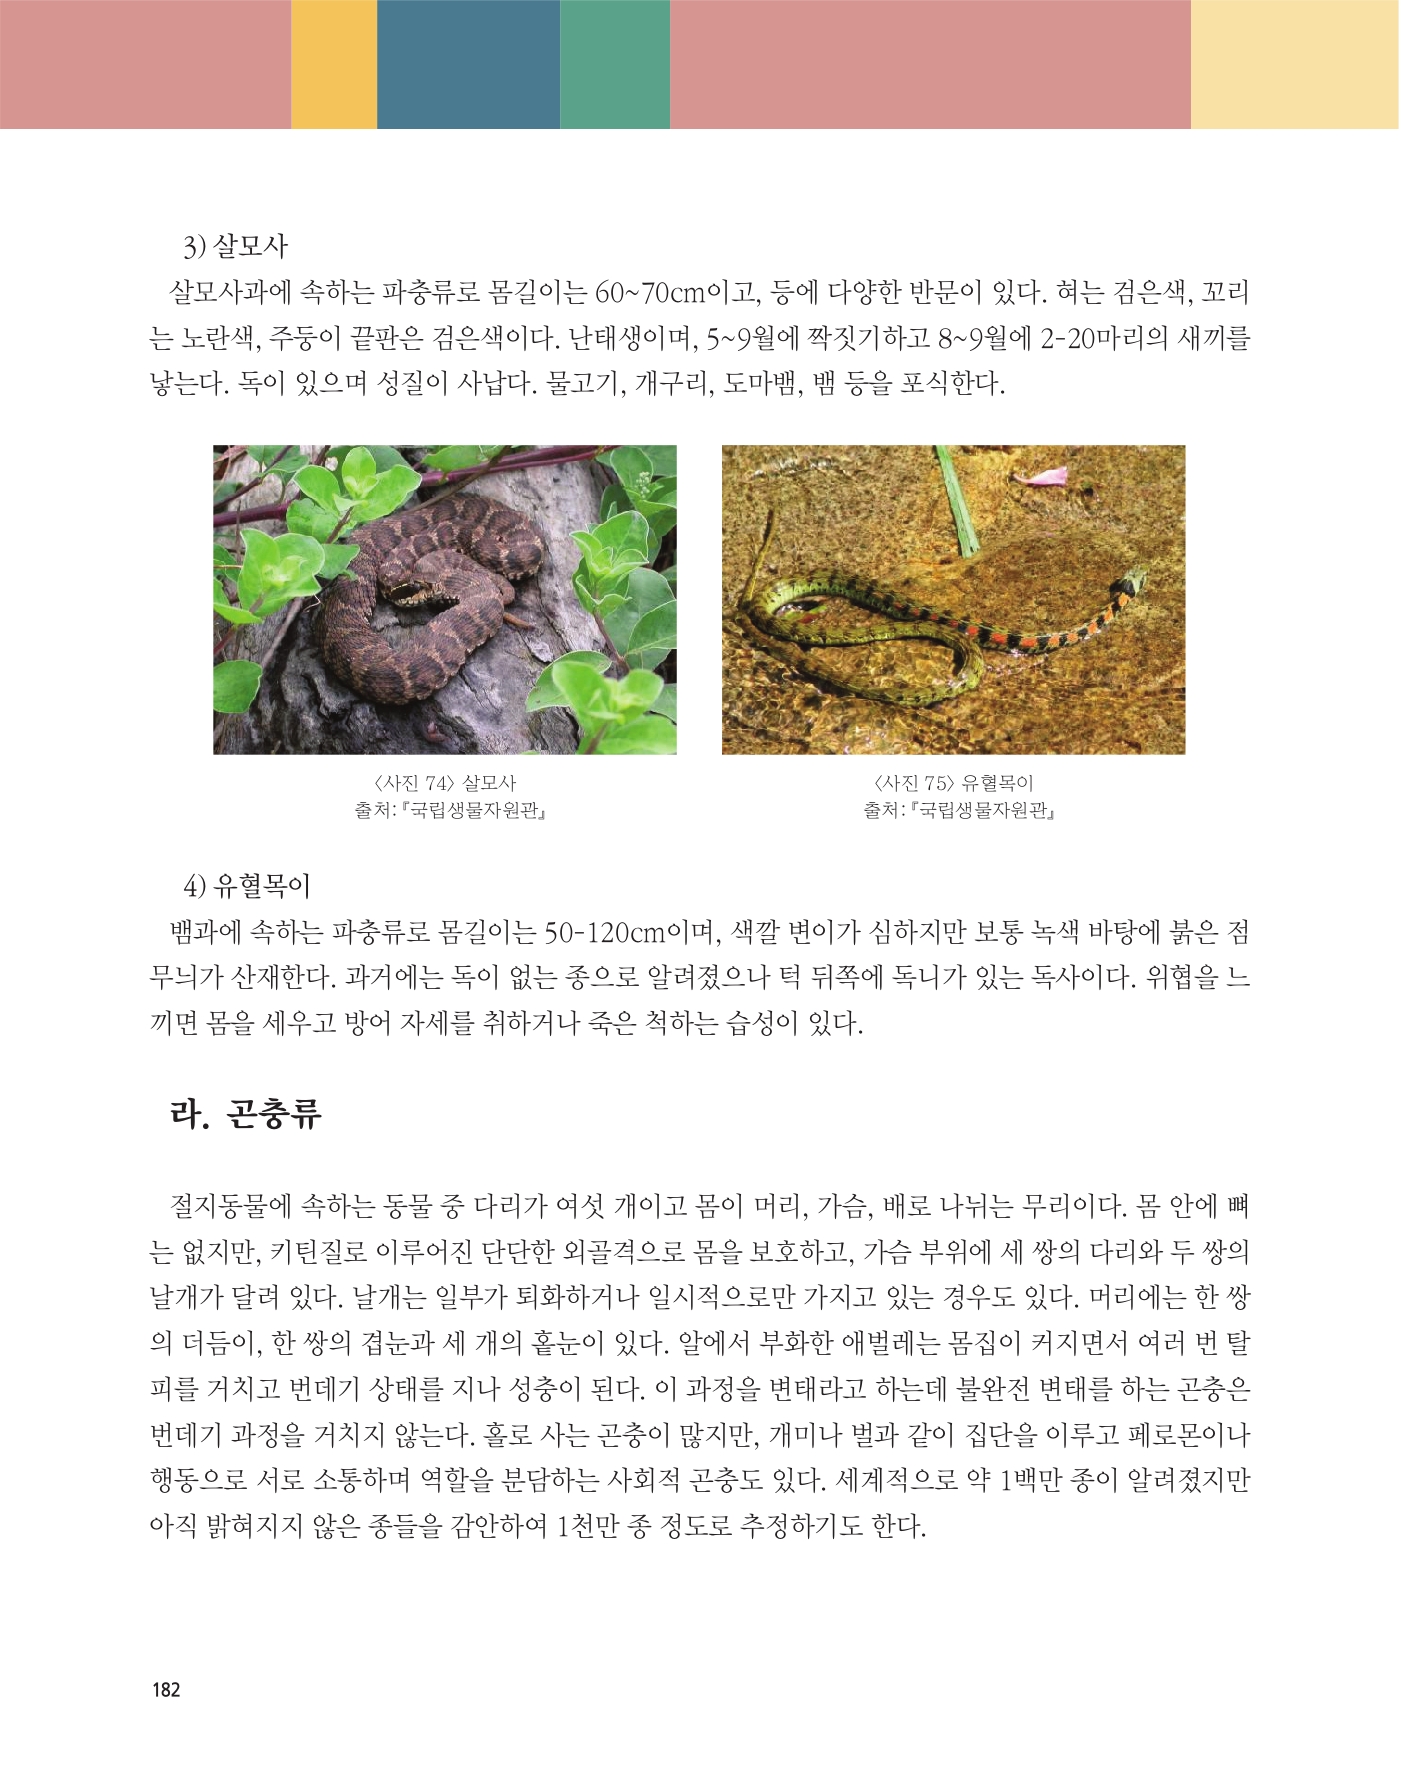 3) 살모사
살모사과에 속하는 파충류로 몸길이는 60~70cm이고, 등에 다양한 반문이 있다. 혀는 검은색, 꼬리
는 노란색, 주둥이 끝판은 검은색이다. 난태생이며, 5~9월에 짝짓기하고 8~9월에 2-20마리의 새끼를
낳는다. 독이 있으며 성질이 사납다. 물고기, 개구리, 도마뱀, 뱀 등을 포식한다.
〈사진 74〉 살모사
출처:『국립생물자원관』
〈사진 75〉 유혈목이
출처:『국립생물자원관』
4) 유혈목이
뱀과에 속하는 파충류로 몸길이는 50-120cm이며, 색깔 변이가 심하지만 보통 녹색 바탕에 붉은 점
무늬가 산재한다. 과거에는 독이 없는 종으로 알려졌으나 턱 뒤쪽에 독니가 있는 독사이다. 위협을 느
끼면 몸을 세우고 방어 자세를 취하거나 죽은 척하는 습성이 있다.
라. 곤충류
절지동물에 속하는 동물 중 다리가 여섯 개이고 몸이 머리, 가슴, 배로 나뉘는 무리이다. 몸 안에 뼈
는 없지만, 키틴질로 이루어진 단단한 외골격으로 몸을 보호하고, 가슴 부위에 세 쌍의 다리와 두 쌍의
날개가 달려 있다. 날개는 일부가 퇴화하거나 일시적으로만 가지고 있는 경우도 있다. 머리에는 한 쌍
의 더듬이, 한 쌍의 겹눈과 세 개의 홑눈이 있다. 알에서 부화한 애벌레는 몸집이 커지면서 여러 번 탈
피를 거치고 번데기 상태를 지나 성충이 된다. 이 과정을 변태라고 하는데 불완전 변태를 하는 곤충은
번데기 과정을 거치지 않는다. 홀로 사는 곤충이 많지만, 개미나 벌과 같이 집단을 이루고 페로몬이나
행동으로 서로 소통하며 역할을 분담하는 사회적 곤충도 있다. 세계적으로 약 1백만 종이 알려졌지만
아직 밝혀지지 않은 종들을 감안하여 1천만 종 정도로 추정하기도 한다.
182